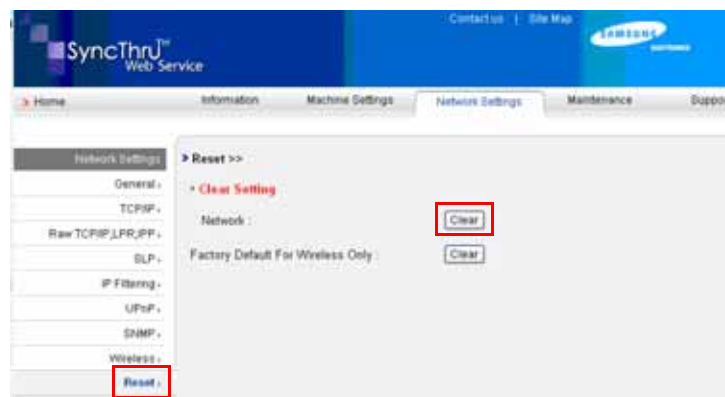 Contact us | Site Map
SAMSUNG
ELECTRONICS
SyncThru™
Web Service
> Home Information Machine Settings Network Settings Maintenance Suppo
Network Settings
General
TCP/IP
Raw TCP/IP,LPR,IPP
SLP
IP Filtering
UPnP
SNMP
Wireless
Reset
Reset >>
Clear Setting
Network : Clear
Factory Default For Wireless Only : Clear